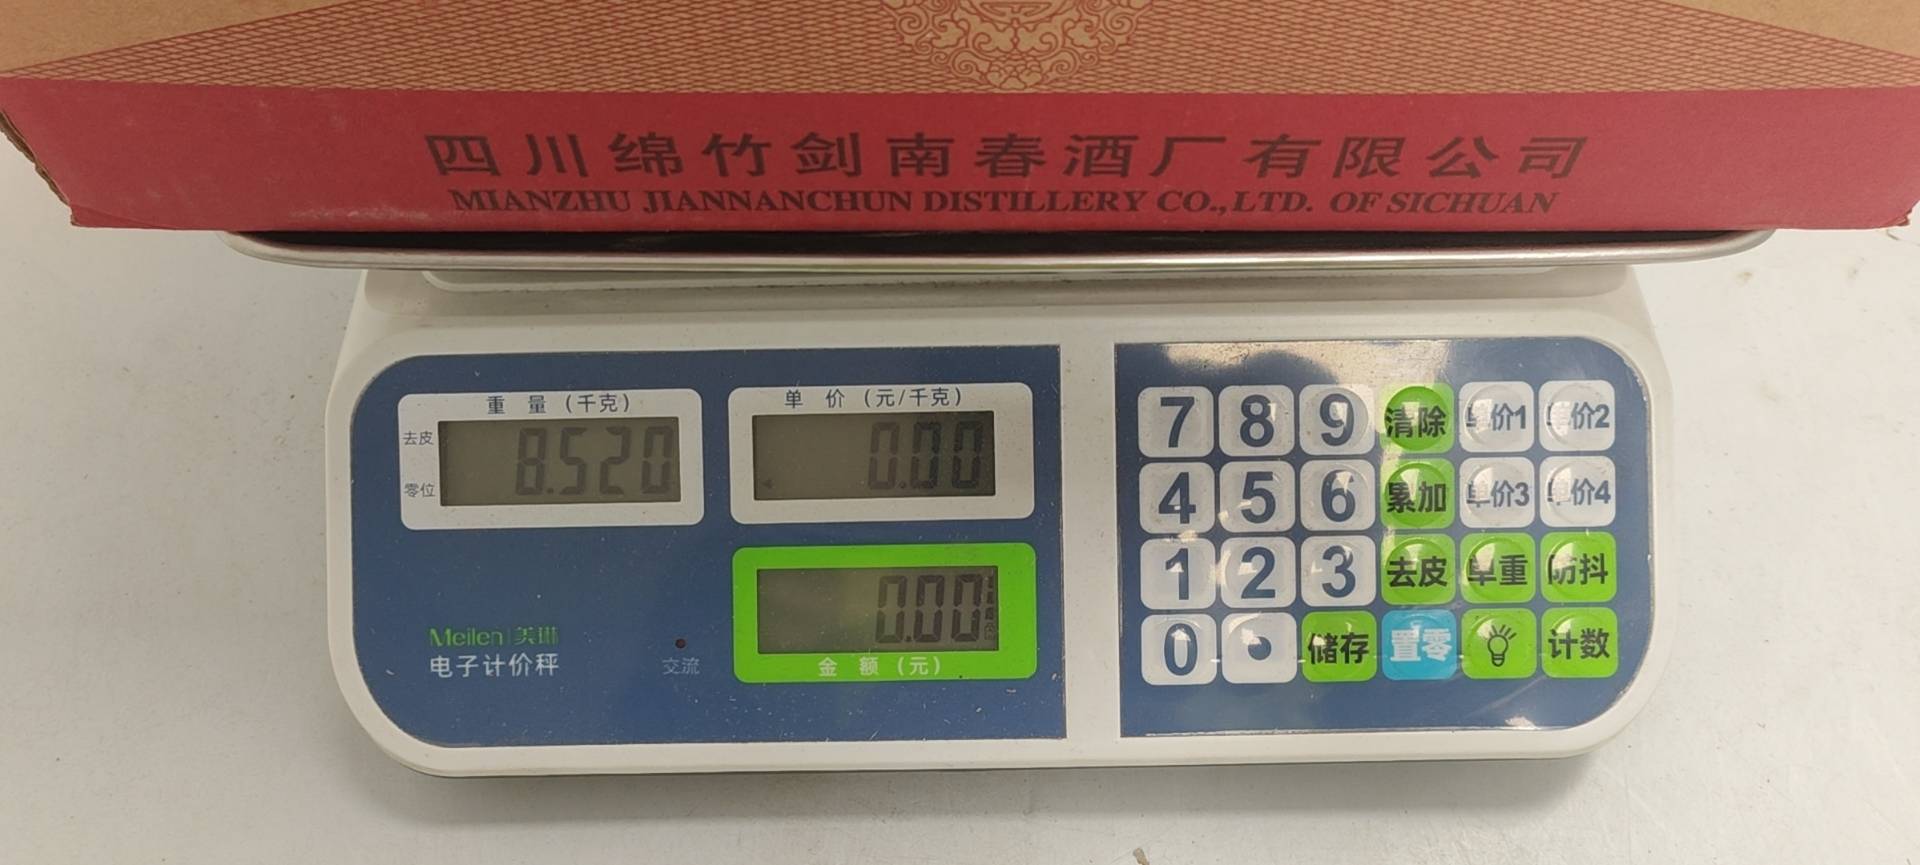 四川绵竹剑南春酒厂有限公司
MIANZHU JIANNANCHUN DISTILLERY CO.,LTD. OF SICHUAN
重量(千克)
去皮
零位
8.520
单价(元/千克)
0.00
0.00
金额(元)
Meilen|美琳
电子计价秤
交流
7 8 9 清除 单价1 单价2
4 5 6 累加 单价3 单价4
1 2 3 去皮 单重 防抖
0 . 储存 置零 计数